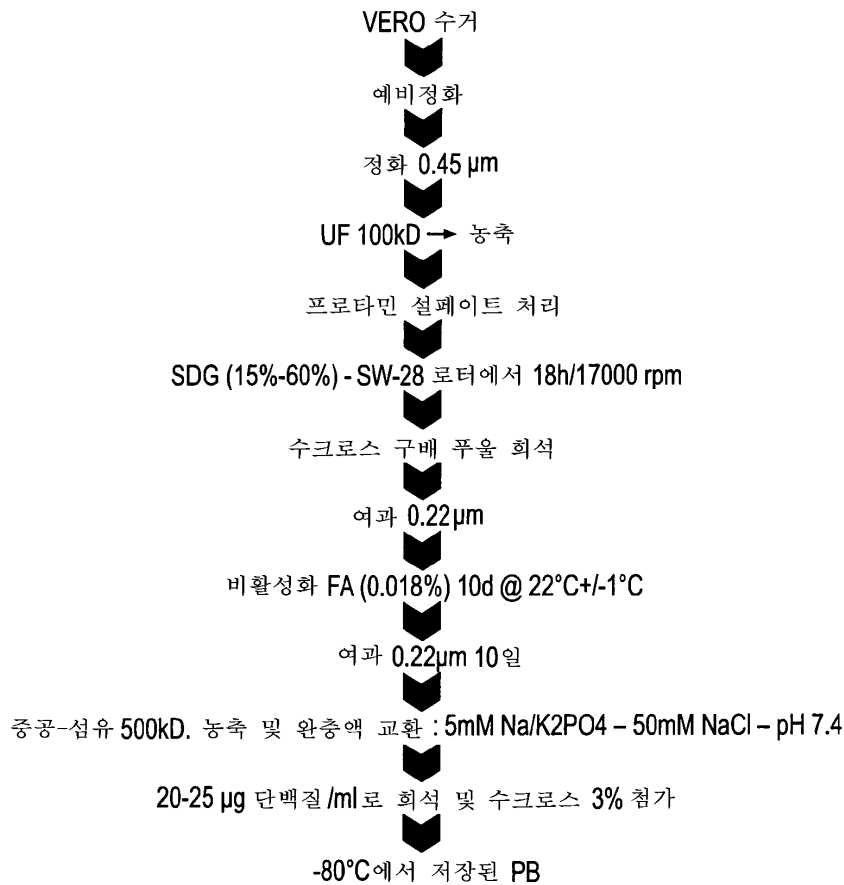 VERO 수거
예비정화
정화 0.45 µm
UF 100kD → 농축
프로타민 설페이트 처리
SDG (15%-60%) - SW-28 로터에서 18h/17000 rpm
수크로스 구배 푸울 희석
여과 0.22µm
비활성화 FA (0.018%) 10d @ 22°C+/-1°C
여과 0.22µm 10일
중공-섬유 500kD. 농축 및 완충액 교환 : 5mM Na/K2PO4 – 50mM NaCl – pH 7.4
20-25 µg 단백질/ml로 희석 및 수크로스 3% 첨가
-80°C에서 저장된 PB